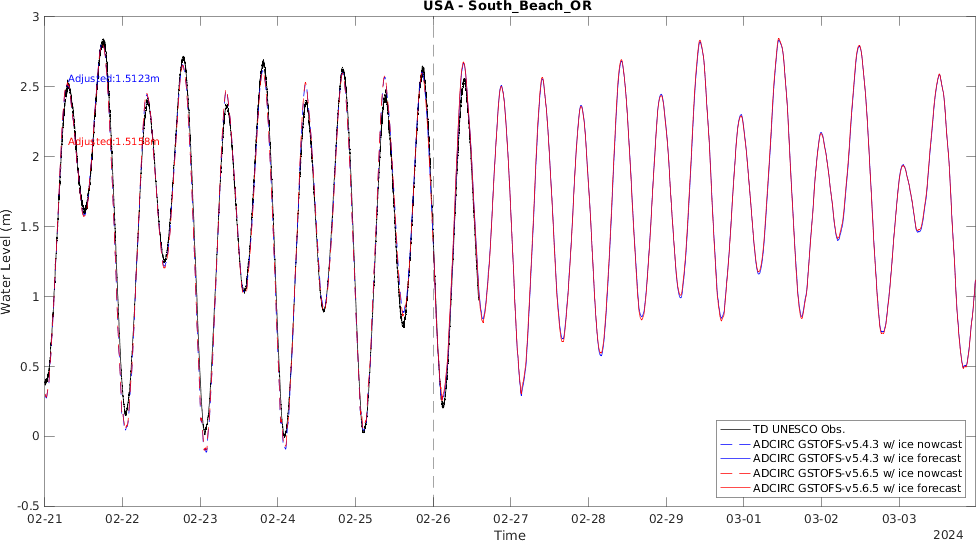 USA - South_Beach_OR
Water Level (m)
3
2.5
2
1.5
1
0.5
0
-0.5
Adjusted:1.5123m
Adjusted:1.5158m
TD UNESCO Obs.
ADCIRC GSTOFS-v5.4.3 w/ ice nowcast
ADCIRC GSTOFS-v5.4.3 w/ ice forecast
ADCIRC GSTOFS-v5.6.5 w/ ice nowcast
ADCIRC GSTOFS-v5.6.5 w/ ice forecast
02-21 02-22 02-23 02-24 02-25 02-26 02-27 02-28 02-29 03-01 03-02 03-03
Time
2024